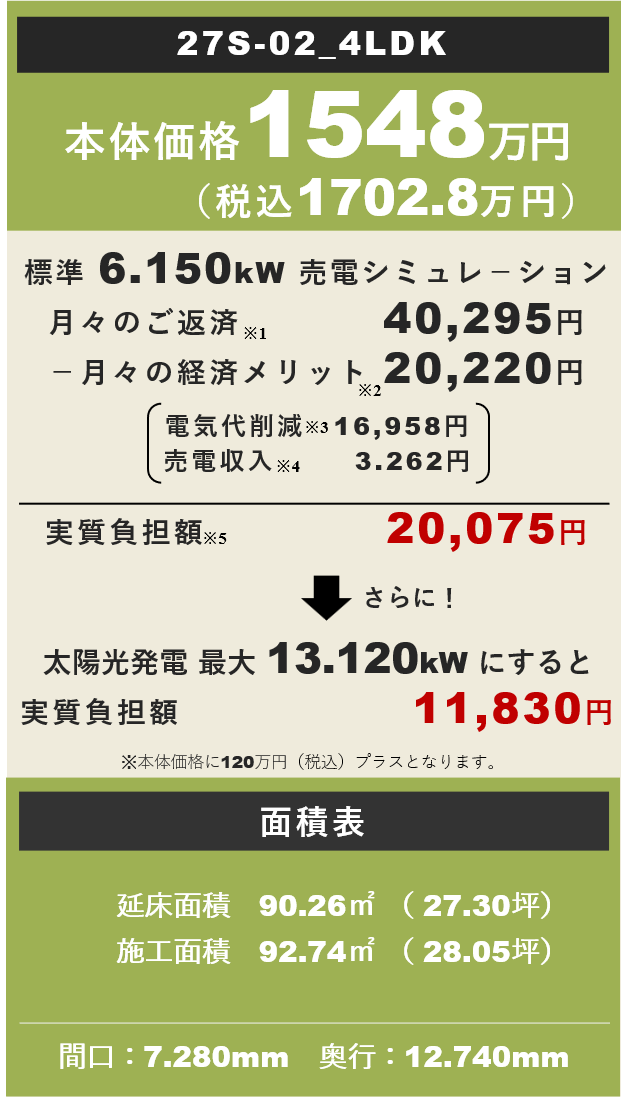 27S-02_4LDK
本体価格1548万円
（税込1702.8万円）
標準 6.150kW 売電シミュレーション
月々のご返済※1 40,295円
－月々の経済メリット※2 20,220円
電気代削減※3 16,958円
売電収入※4 3.262円
実質負担額※5 20,075円
さらに！
太陽光発電 最大 13.120kW にすると
実質負担額 11,830円
※本体価格に120万円（税込）プラスとなります。
面積表
延床面積 90.26㎡ （ 27.30坪）
施工面積 92.74㎡ （ 28.05坪）
間口：7.280mm 奥行：12.740mm